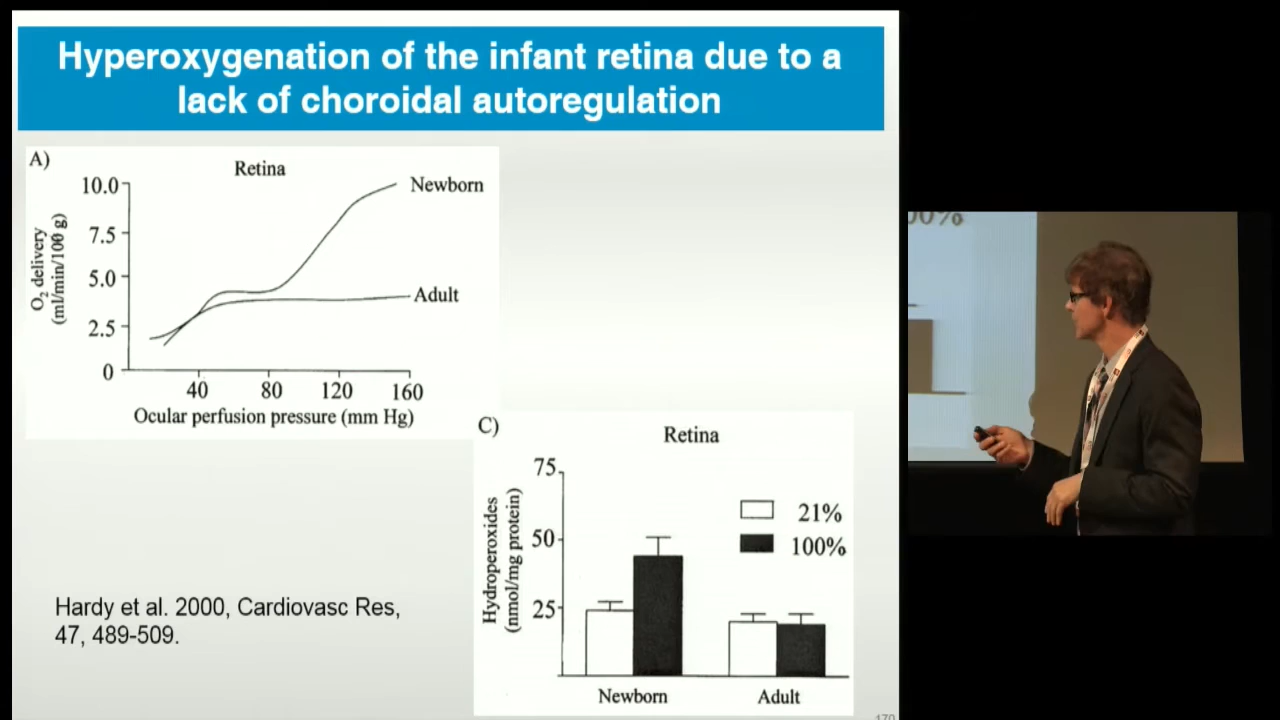 Hyperoxygenation of the infant retina due to a
lack of choroidal autoregulation
A)
Retina
10.0
7.5
5.0
2.5
0
O2 delivery
(ml/min/100 g)
Newborn
Adult
40 80 120 160
Ocular perfusion pressure (mm Hg)
C)
Retina
75
50
25
Hydroperoxides
(nmol/mg protein)
21%
100%
Newborn Adult
Hardy et al. 2000, Cardiovasc Res,
47, 489-509.
00%